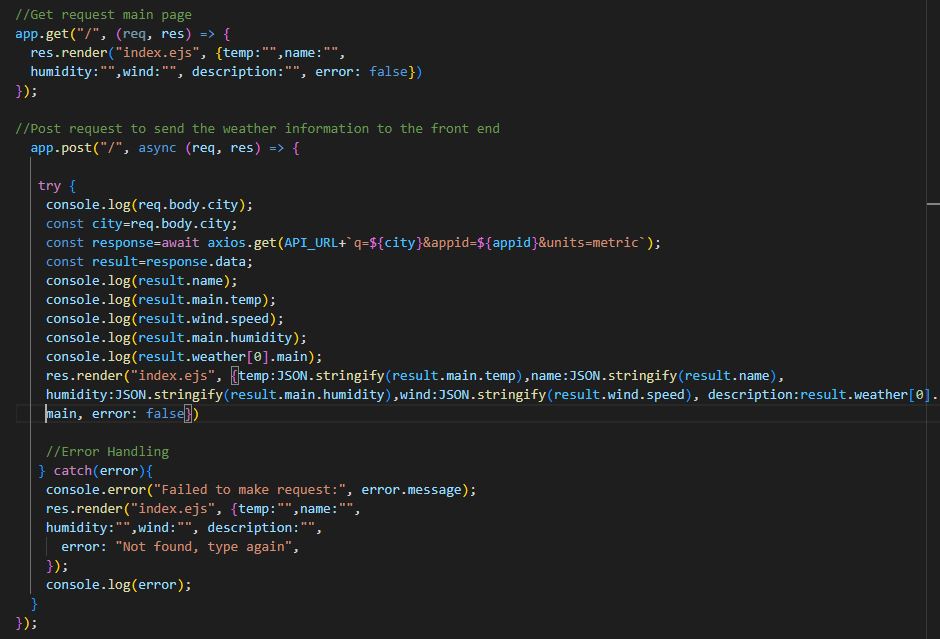 //Get request main page
app.get("/", (req, res) => {
  res.render("index.ejs", {temp:"",name:"",
  humidity:"",wind:"", description:"", error: false})
});

//Post request to send the weather information to the front end
  app.post("/", async (req, res) => {

   try {
    console.log(req.body.city);
    const city=req.body.city;
    const response=await axios.get(API_URL+`q=${city}&appid=${appid}&units=metric`);
    const result=response.data;
    console.log(result.name);
    console.log(result.main.temp);
    console.log(result.wind.speed);
    console.log(result.main.humidity);
    console.log(result.weather[0].main);
    res.render("index.ejs", {temp:JSON.stringify(result.main.temp),name:JSON.stringify(result.name),
    humidity:JSON.stringify(result.main.humidity),wind:JSON.stringify(result.wind.speed), description:result.weather[0].
    main, error: false})

    //Error Handling
   } catch(error){
    console.error("Failed to make request:", error.message);
    res.render("index.ejs", {temp:"",name:"",
    humidity:"",wind:"", description:"",
      error: "Not found, type again",
    });
    console.log(error);
  }
});